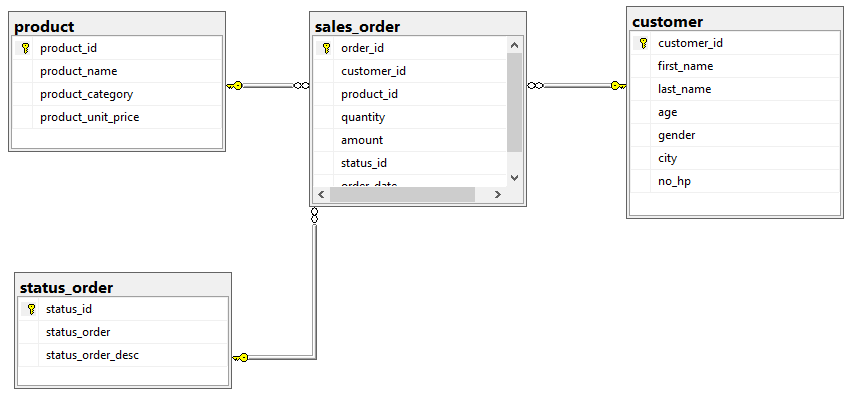 product
product_id
product_name
product_category
product_unit_price
sales_order
order_id
customer_id
product_id
quantity
amount
status_id
order_date
customer
customer_id
first_name
last_name
age
gender
city
no_hp
status_order
status_id
status_order
status_order_desc